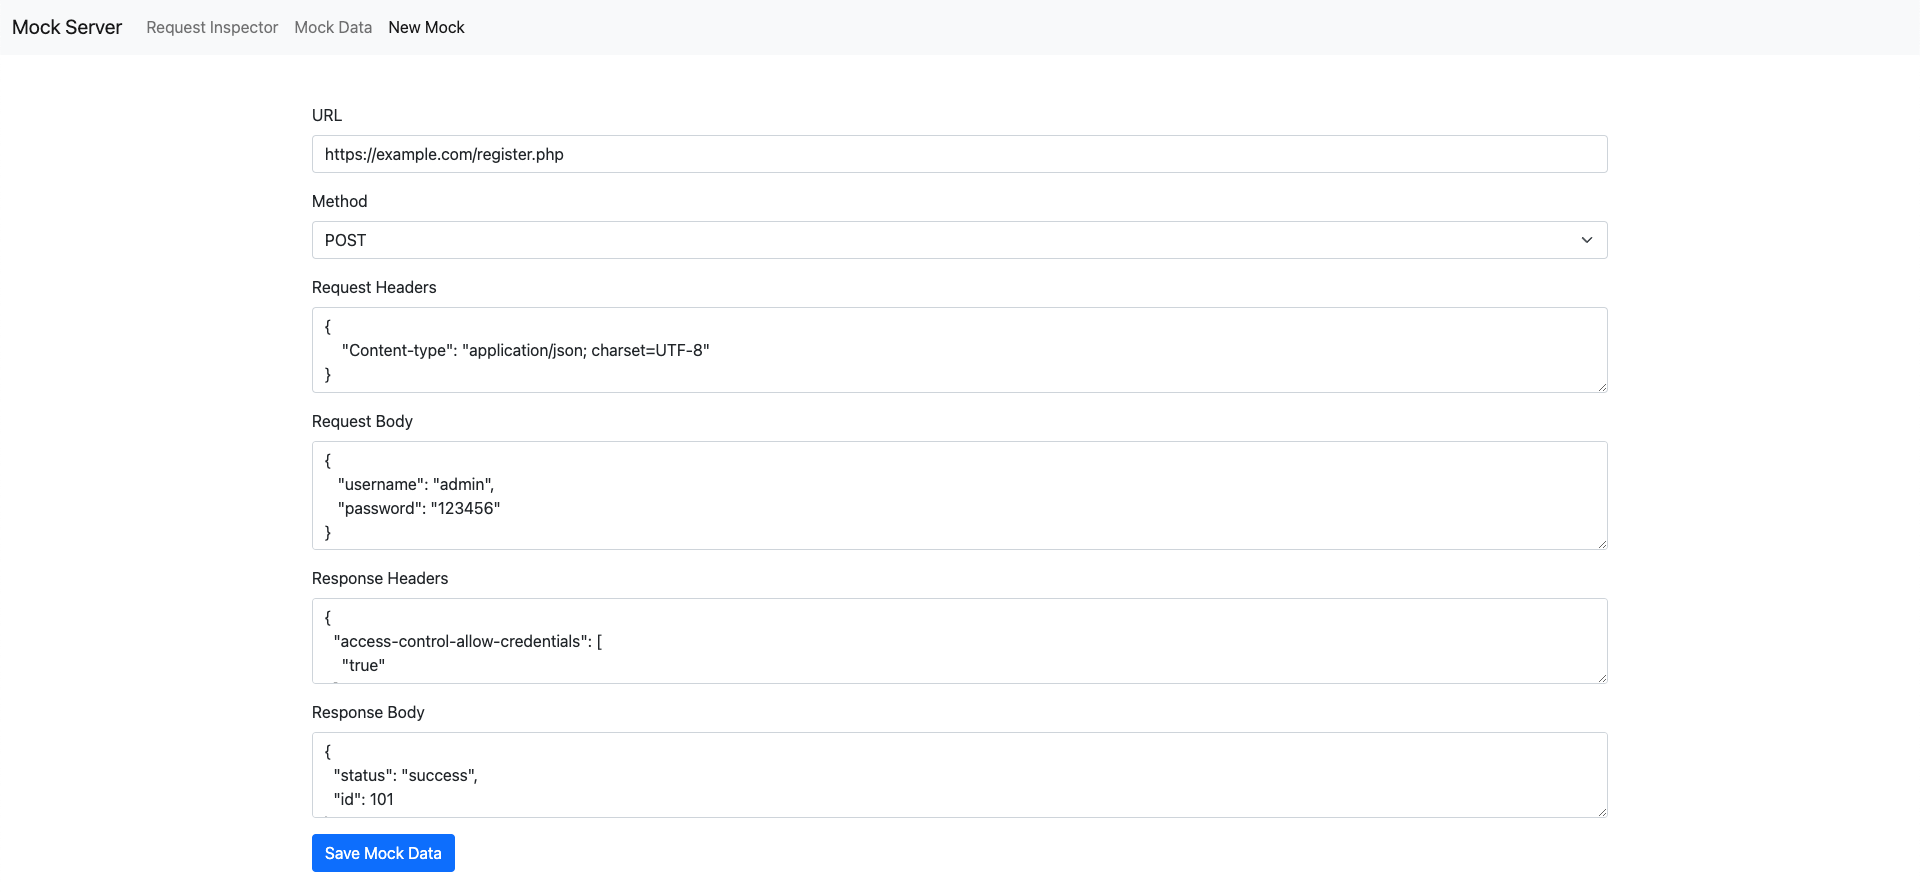 Mock Server Request Inspector Mock Data New Mock
URL
https://example.com/register.php
Method
POST
Request Headers
{
"Content-type": "application/json; charset=UTF-8"
}
Request Body
{
"username": "admin",
"password": "123456"
}
Response Headers
{
"access-control-allow-credentials": [
"true"
Response Body
{
"status": "success",
"id": 101
Save Mock Data